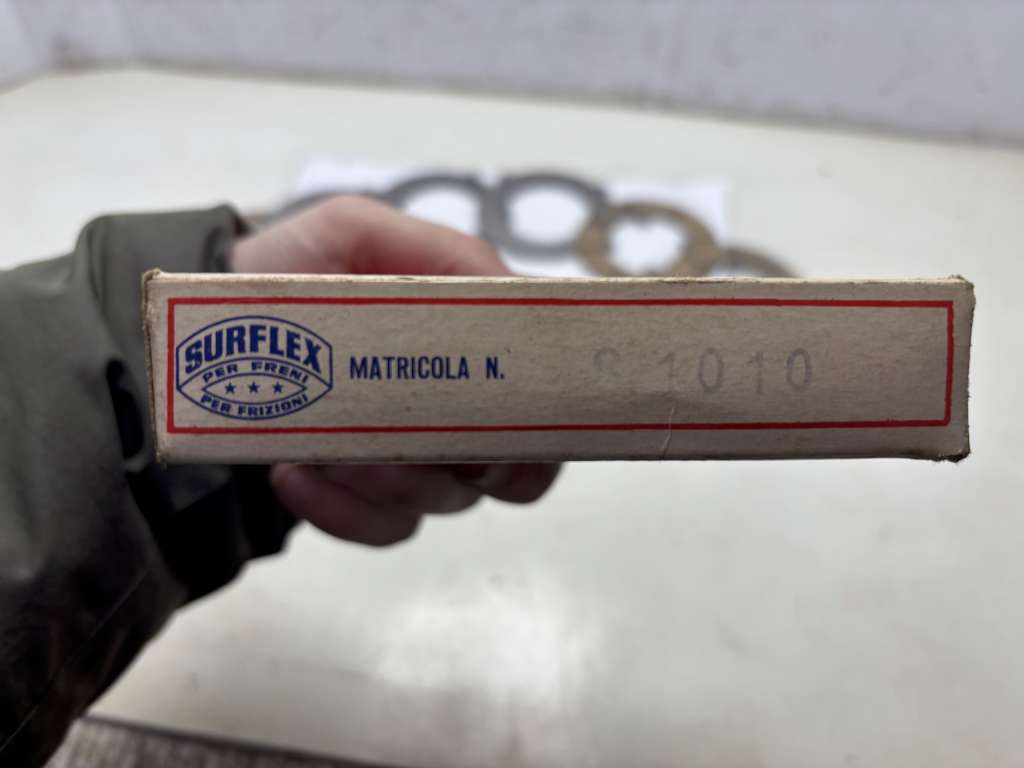 SURFLEX
PER FRENI
PER FRIZIONI
MATRICOLA N. S 1010